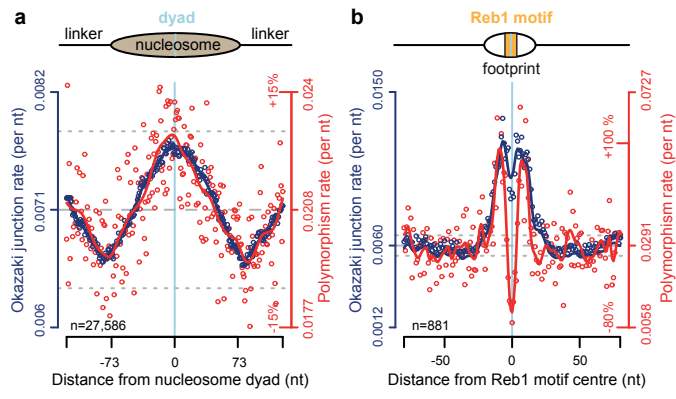 a
dyad
linker
nucleosome
linker
Okazaki junction rate (per nt)
0.0082
0.0071
0.006
+15%
-15%
0.024
0.0208
0.0177
Polymorphism rate (per nt)
n=27,586
-73
0
73
Distance from nucleosome dyad (nt)
b
Reb1 motif
footprint
Okazaki junction rate (per nt)
0.0150
0.0060
0.0012
+100 %
-80%
0.0727
0.0291
0.0058
Polymorphism rate (per nt)
n=881
-50
0
50
Distance from Reb1 motif centre (nt)